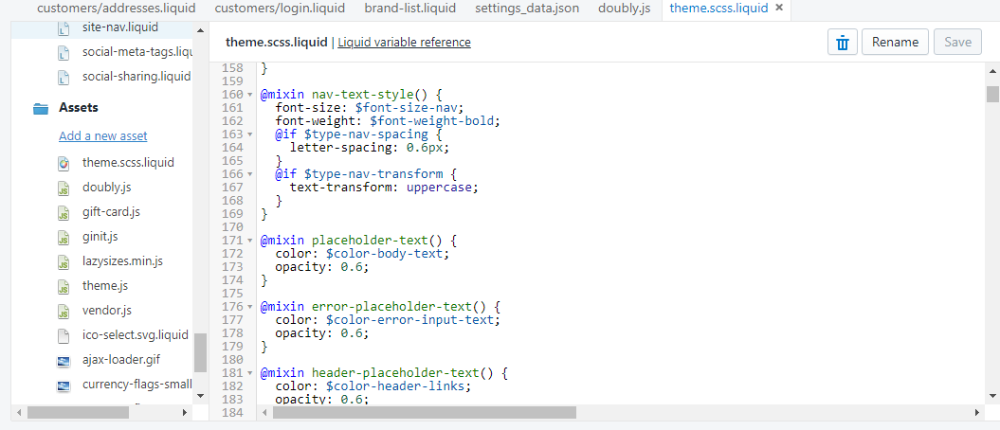 customers/addresses.liquid customers/login.liquid brand-list.liquid settings_data.json doubly.js theme.scss.liquid ×
site-nav.liquid
social-meta-tags.liqu
social-sharing.liquid
Assets
Add a new asset
theme.scss.liquid
doubly.js
gift-card.js
ginit.js
lazysizes.min.js
theme.js
vendor.js
ico-select.svg.liquid
ajax-loader.gif
currency-flags-small
theme.scss.liquid | Liquid variable reference
Rename Save
158 }
159
160 @mixin nav-text-style() {
161 font-size: $font-size-nav;
162 font-weight: $font-weight-bold;
163 @if $type-nav-spacing {
164 letter-spacing: 0.6px;
165 }
166 @if $type-nav-transform {
167 text-transform: uppercase;
168 }
169 }
170
171 @mixin placeholder-text() {
172 color: $color-body-text;
173 opacity: 0.6;
174 }
175
176 @mixin error-placeholder-text() {
177 color: $color-error-input-text;
178 opacity: 0.6;
179 }
180
181 @mixin header-placeholder-text() {
182 color: $color-header-links;
183 opacity: 0.6;
184